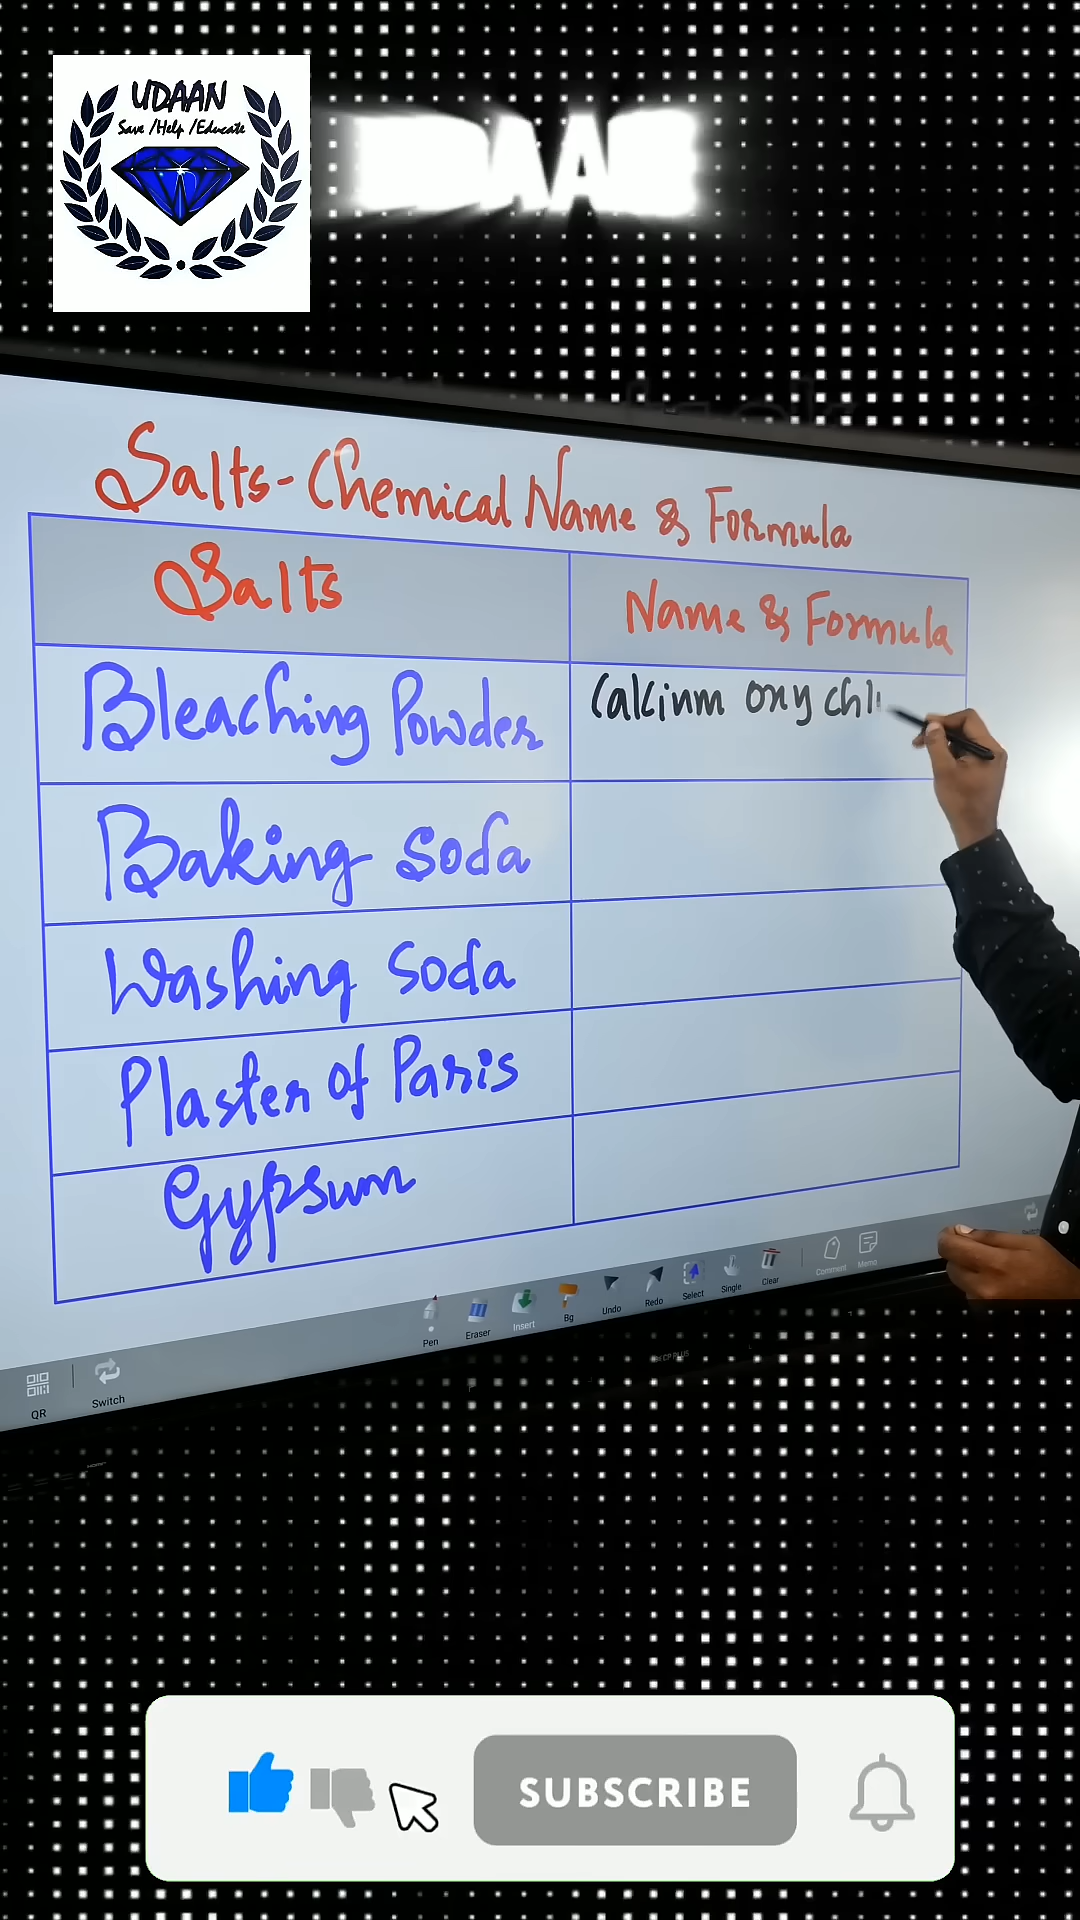 UDAAN
Save /Help /Educate
Salts-Chemical Name & Formula
Salts
Name & Formula
Bleaching Powder
Calcium oxy chl
Baking soda
Washing soda
Plaster of Paris
Gypsum
Pen
Eraser
Insert
Bg
Undo
Redo
Select
Single
Clear
Comment
Memo
QR
Switch
SUBSCRIBE